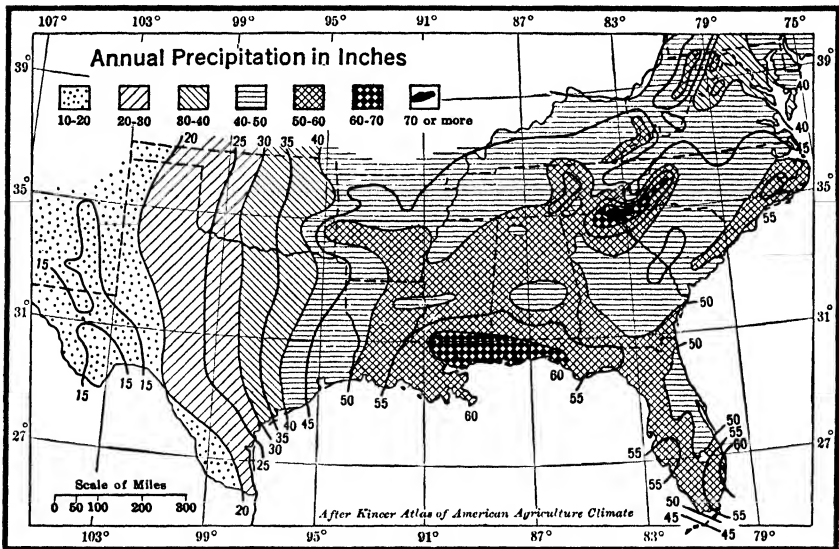 107° 103° 99° 95° 91° 87° 83° 79° 75°
Annual Precipitation in Inches
10-20 20-30 30-40 40-50 50-60 60-70 70 or more
39° 39°
40
40
45
20 25 30 35 40
35° 35°
55
15
50
31° 31°
50
15 15 15
50 55 60 55 60
27° 27°
45
40
35
30
25
20
50
55
60
55
55
50
45
45
55
Scale of Miles
0 50 100 200 300
After Kincer Atlas of American Agriculture Climate
103° 99° 95° 91° 87° 83° 79°